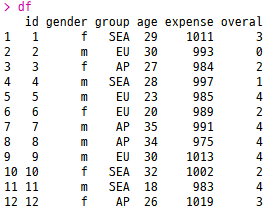 > df
id gender group age expense overal
1 1 f SEA 29 1011 3
2 2 m EU 30 993 0
3 3 f AP 27 984 2
4 4 m SEA 28 997 1
5 5 m EU 23 985 4
6 6 f EU 20 989 2
7 7 m AP 35 991 4
8 8 m AP 34 975 4
9 9 m EU 30 1013 4
10 10 f SEA 32 1002 2
11 11 m SEA 18 983 4
12 12 f AP 26 1019 3